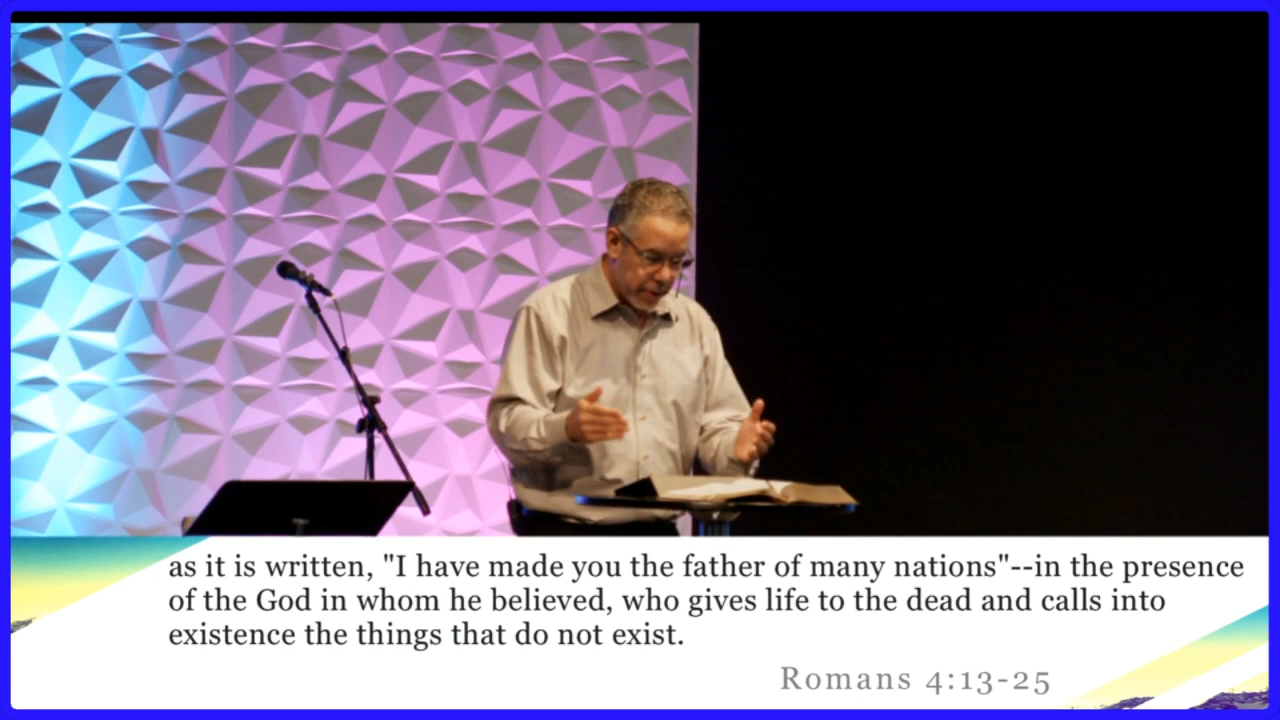 as it is written, "I have made you the father of many nations"--in the presence
of the God in whom he believed, who gives life to the dead and calls into
existence the things that do not exist.
Romans 4:13-25